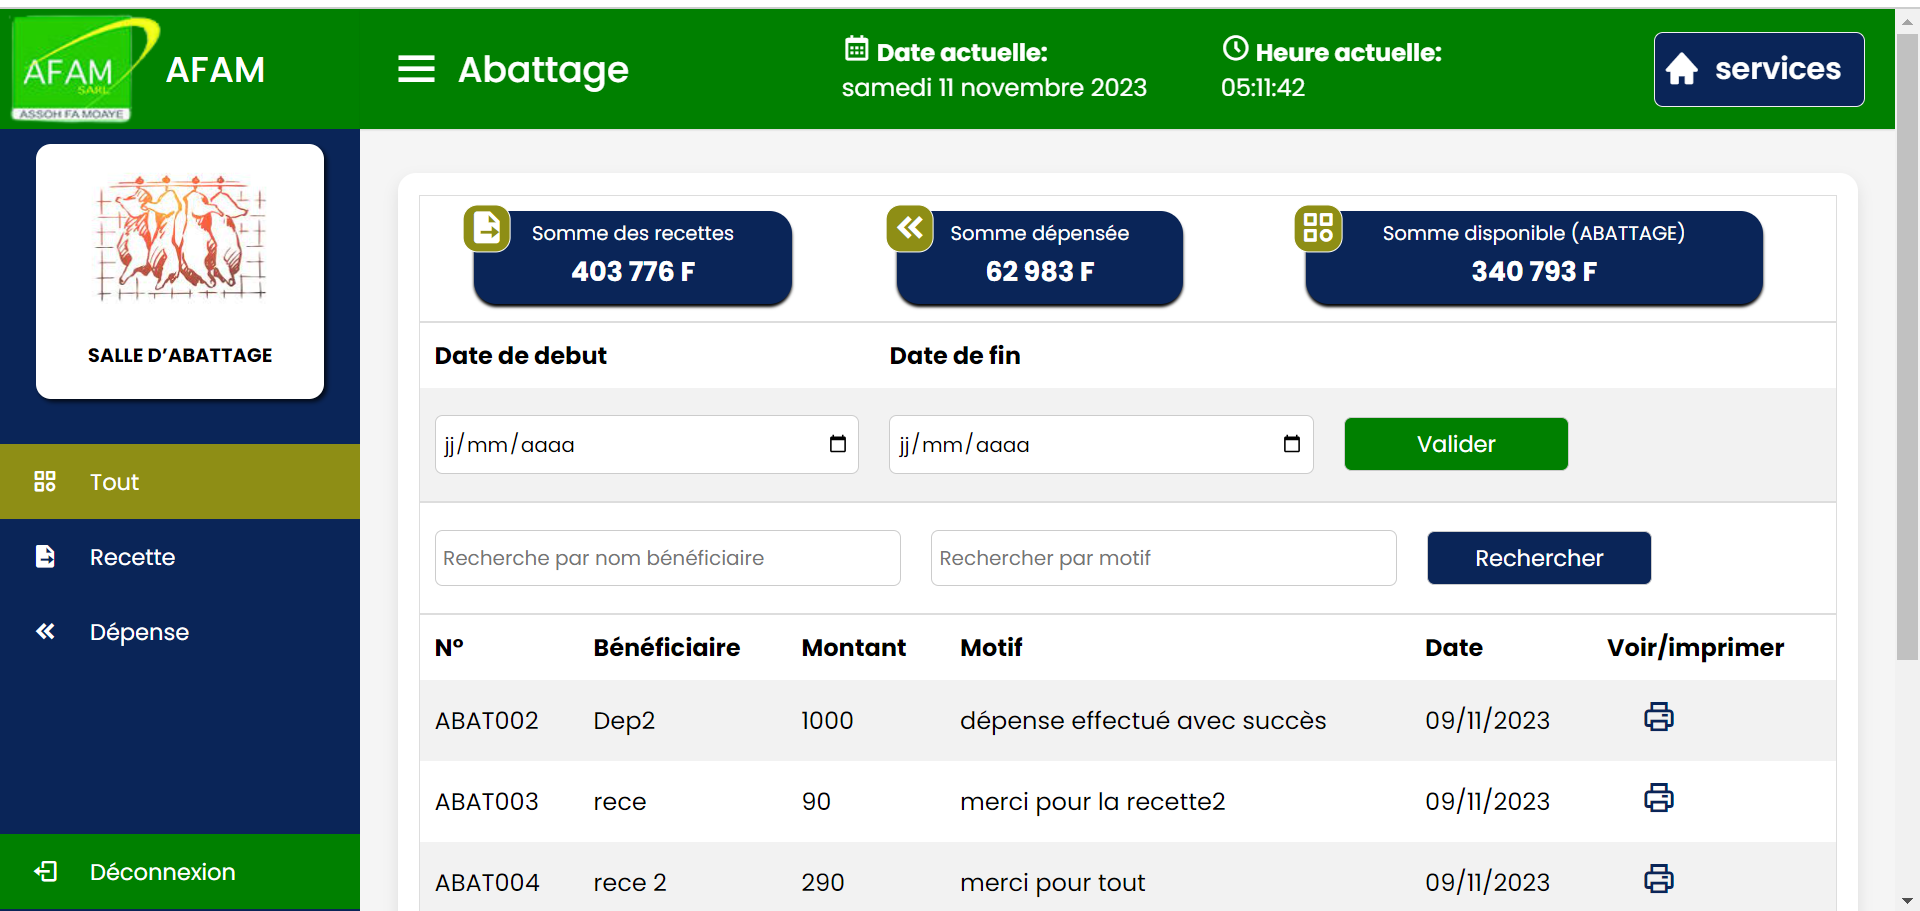 AFAM
SARL
ASSOH FA MOAYE
AFAM
Abattage
Date actuelle:
samedi 11 novembre 2023
Heure actuelle:
05:11:42
services
SALLE D’ABATTAGE
Tout
Recette
Dépense
Déconnexion
Somme des recettes
403 776 F
Somme dépensée
62 983 F
Somme disponible (ABATTAGE)
340 793 F
Date de debut Date de fin
jj/mm/aaaa jj/mm/aaaa Valider
Recherche par nom bénéficiaire Rechercher par motif Rechercher
N° Bénéficiaire Montant Motif Date Voir/imprimer
ABAT002 Dep2 1000 dépense effectué avec succès 09/11/2023
ABAT003 rece 90 merci pour la recette2 09/11/2023
ABAT004 rece 2 290 merci pour tout 09/11/2023